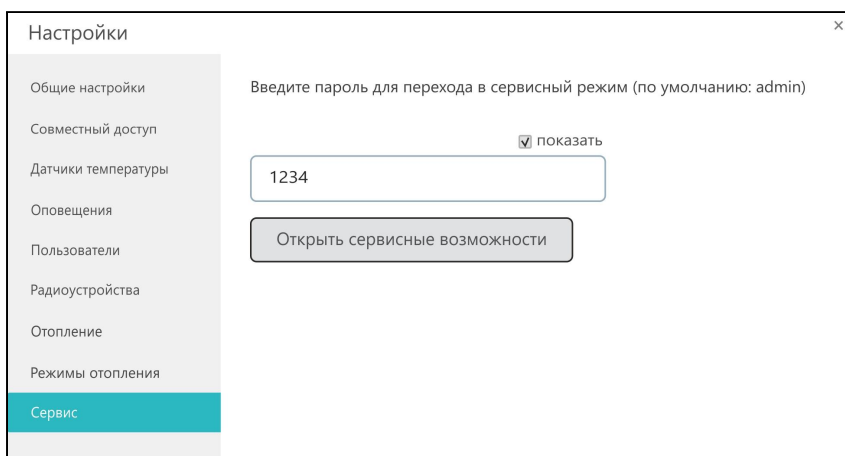 Настройки
×
Общие настройки
Совместный доступ
Датчики температуры
Оповещения
Пользователи
Радиоустройства
Отопление
Режимы отопления
Сервис
Введите пароль для перехода в сервисный режим (по умолчанию: admin)
показать
1234
Открыть сервисные возможности